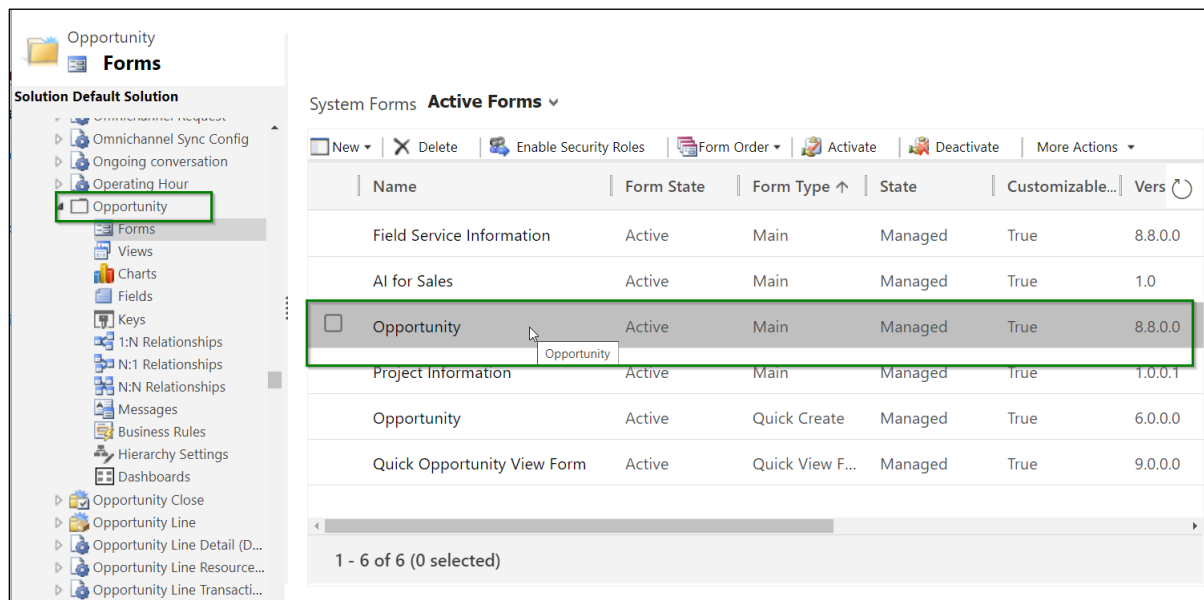 Opportunity
Forms
Solution Default Solution
Omnichannel Request
Omnichannel Sync Config
Ongoing conversation
Operating Hour
Opportunity
Forms
Views
Charts
Fields
Keys
1:N Relationships
N:1 Relationships
N:N Relationships
Messages
Business Rules
Hierarchy Settings
Dashboards
Opportunity Close
Opportunity Line
Opportunity Line Detail (D...
Opportunity Line Resource...
Opportunity Line Transacti...
System Forms Active Forms
New Delete Enable Security Roles Form Order Activate Deactivate More Actions
Name Form State Form Type ↑ State Customizable... Vers
Field Service Information Active Main Managed True 8.8.0.0
AI for Sales Active Main Managed True 1.0
Opportunity Active Main Managed True 8.8.0.0
Opportunity
Project Information Active Main Managed True 1.0.0.1
Opportunity Active Quick Create Managed True 6.0.0.0
Quick Opportunity View Form Active Quick View F... Managed True 9.0.0.0
1 - 6 of 6 (0 selected)